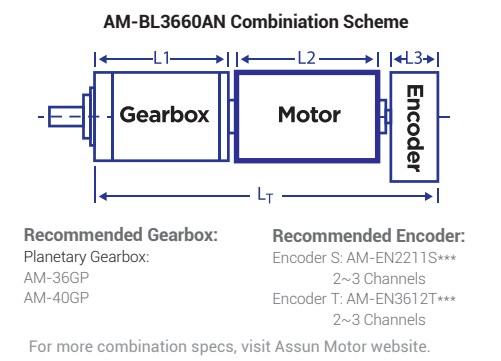 AM-BL3660AN Combiniation Scheme
L1
L2
L3
Gearbox
Motor
Encoder
LT
Recommended Gearbox:
Planetary Gearbox:
AM-36GP
AM-40GP
Recommended Encoder:
Encoder S: AM-EN2211S***
2~3 Channels
Encoder T: AM-EN3612T***
2~3 Channels
For more combination specs, visit Assun Motor website.